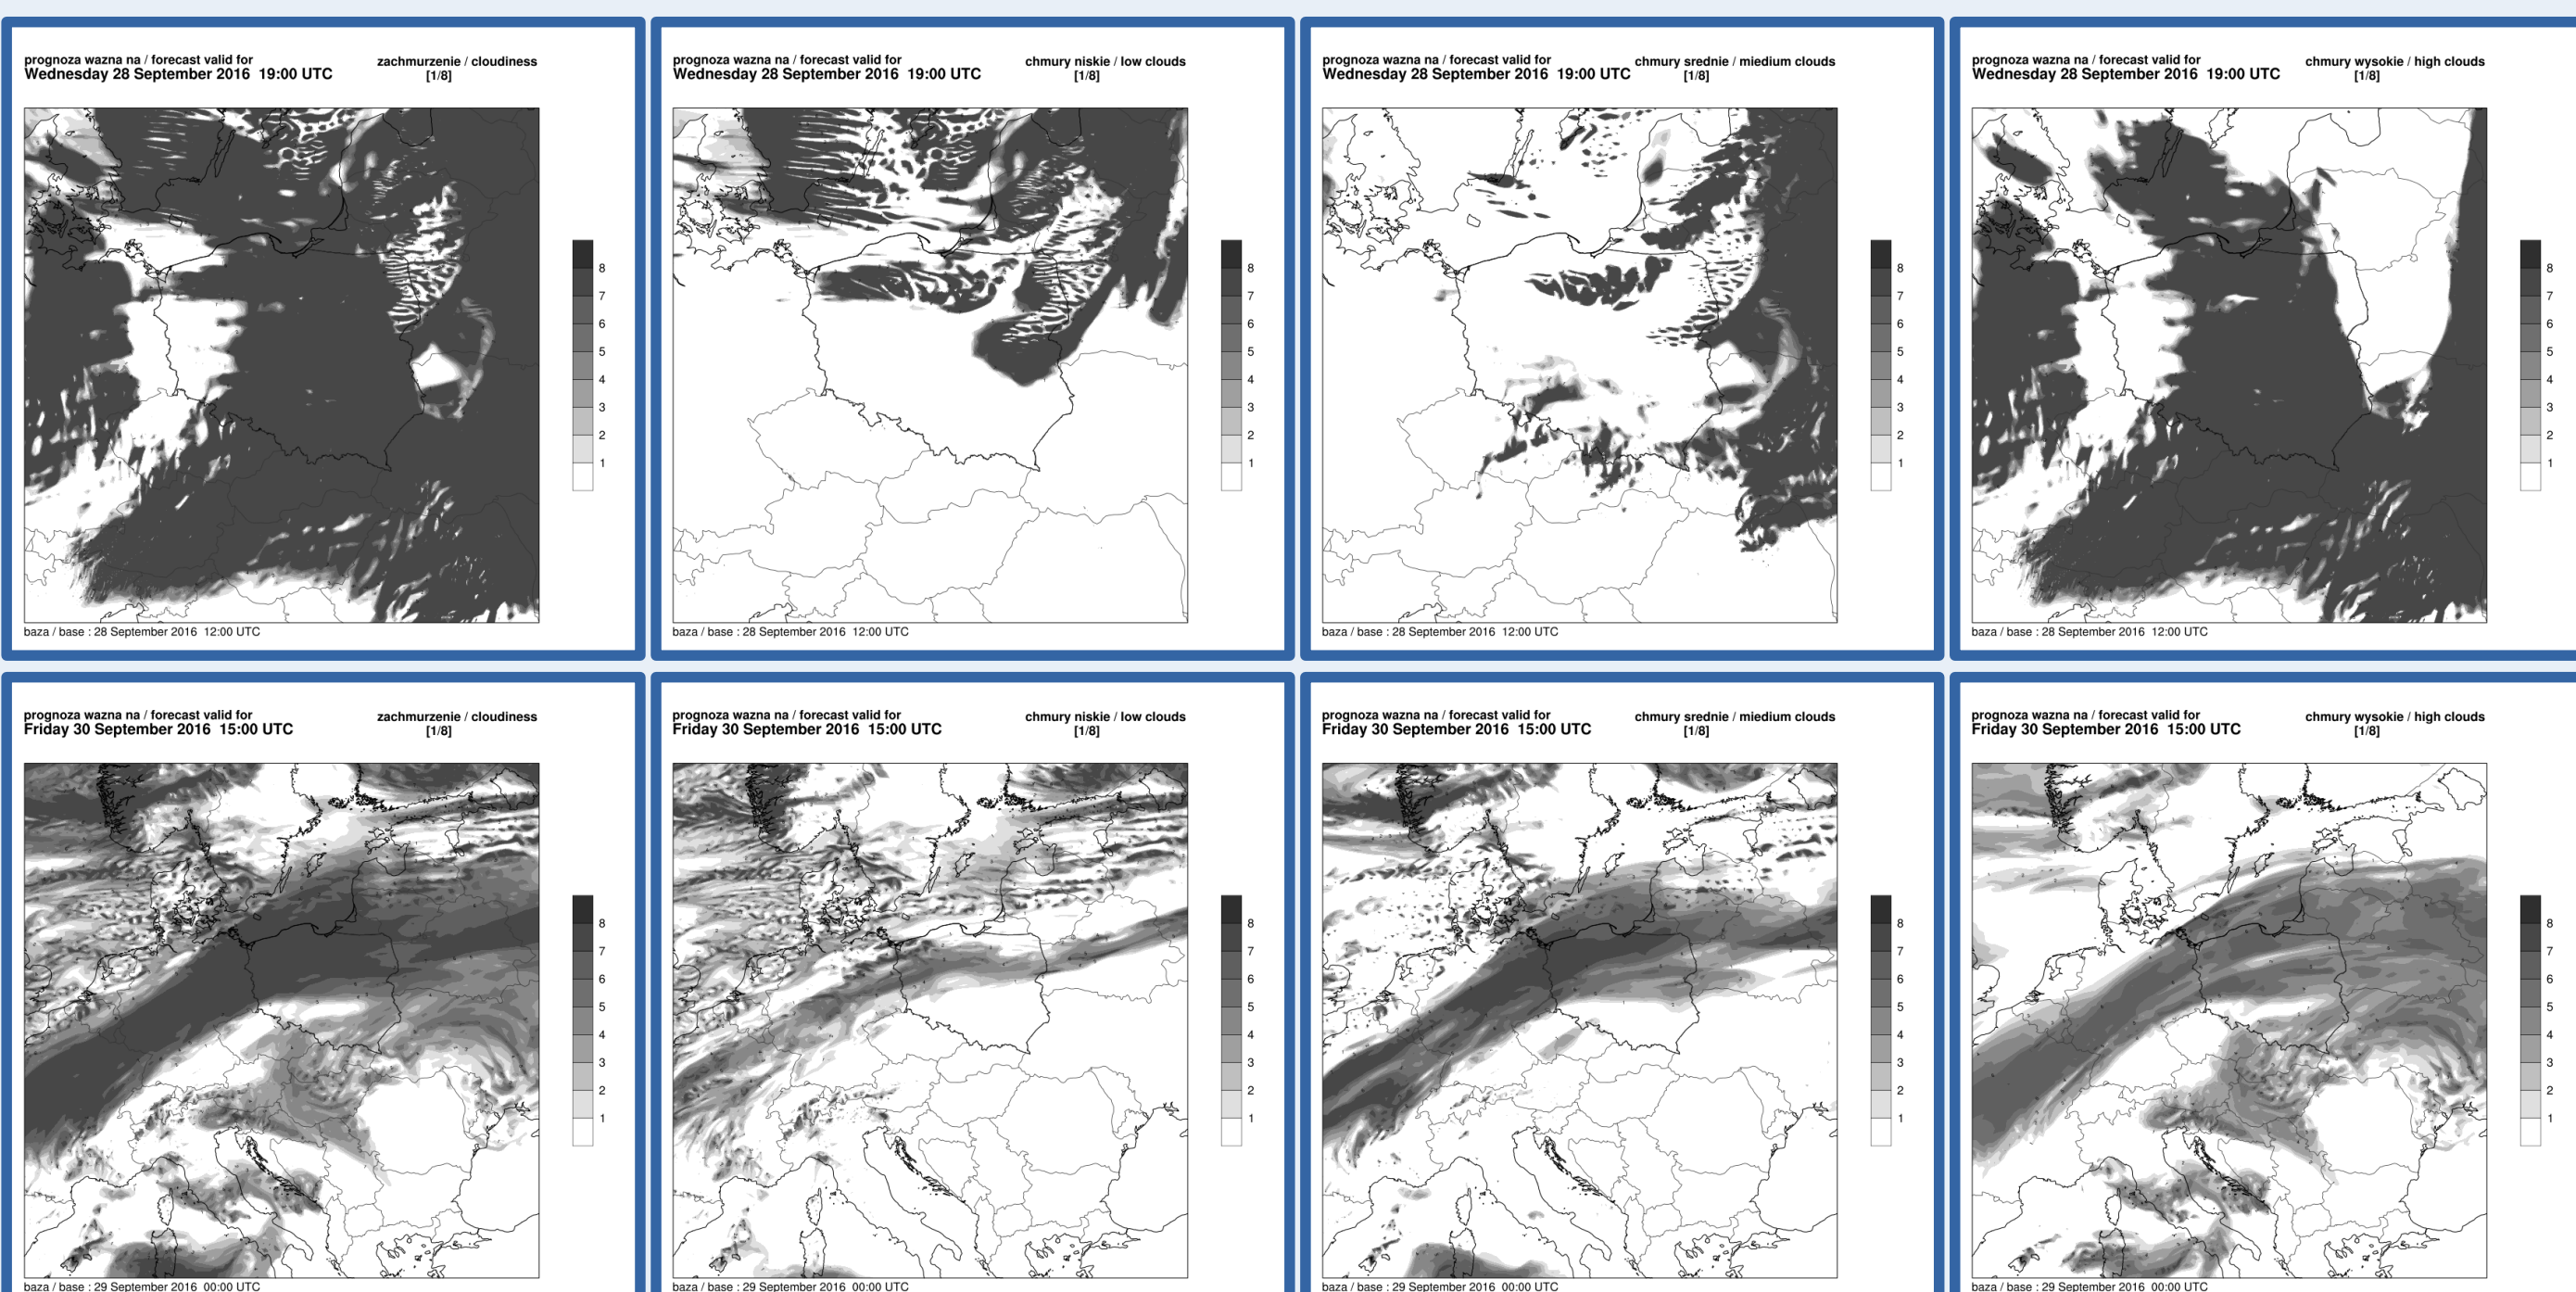 prognoza wazna na / forecast valid for
zachmurzenie / cloudiness
Wednesday 28 September 2016 19:00 UTC
[1/8]
8
7
6
5
4
3
2
1
baza / base : 28 September 2016 12:00 UTC
prognoza wazna na / forecast valid for
chmury niskie / low clouds
Wednesday 28 September 2016 19:00 UTC
[1/8]
8
7
6
5
4
3
2
1
baza / base : 28 September 2016 12:00 UTC
prognoza wazna na / forecast valid for
chmury srednie / miedium clouds
Wednesday 28 September 2016 19:00 UTC
[1/8]
8
7
6
5
4
3
2
1
baza / base : 28 September 2016 12:00 UTC
prognoza wazna na / forecast valid for
chmury wysokie / high clouds
Wednesday 28 September 2016 19:00 UTC
[1/8]
8
7
6
5
4
3
2
1
baza / base : 28 September 2016 12:00 UTC
prognoza wazna na / forecast valid for
zachmurzenie / cloudiness
Friday 30 September 2016 15:00 UTC
[1/8]
8
7
6
5
4
3
2
1
baza / base : 29 September 2016 00:00 UTC
prognoza wazna na / forecast valid for
chmury niskie / low clouds
Friday 30 September 2016 15:00 UTC
[1/8]
8
7
6
5
4
3
2
1
baza / base : 29 September 2016 00:00 UTC
prognoza wazna na / forecast valid for
chmury srednie / miedium clouds
Friday 30 September 2016 15:00 UTC
[1/8]
8
7
6
5
4
3
2
1
baza / base : 29 September 2016 00:00 UTC
prognoza wazna na / forecast valid for
chmury wysokie / high clouds
Friday 30 September 2016 15:00 UTC
[1/8]
8
7
6
5
4
3
2
1
baza / base : 29 September 2016 00:00 UTC